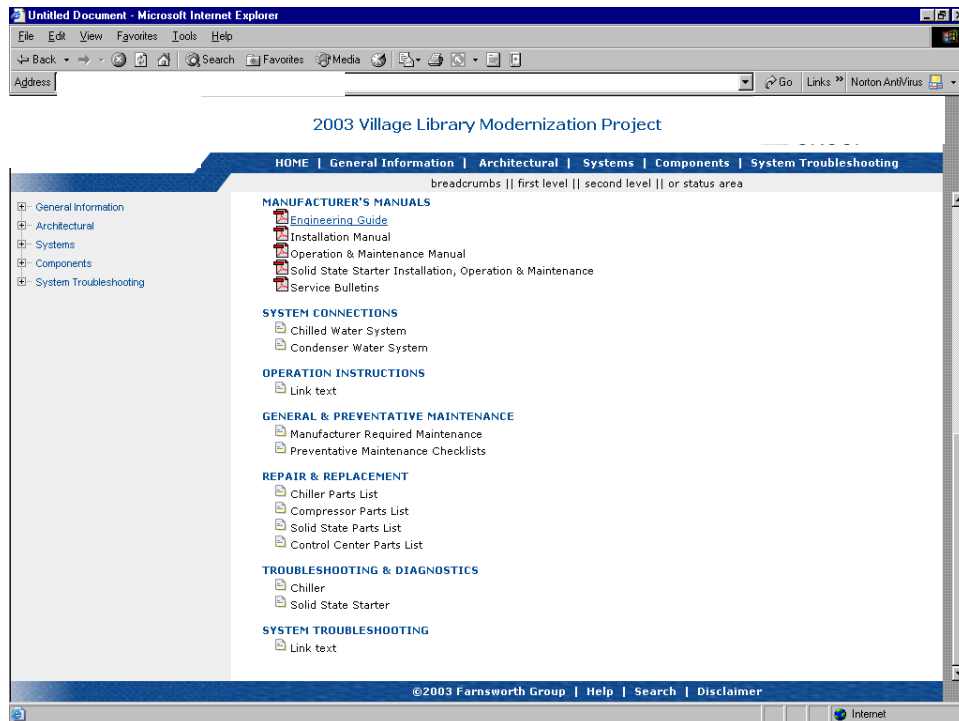 Untitled Document - Microsoft Internet Explorer
File Edit View Favorites Tools Help
Back Search Favorites Media
Address Go Links » Norton AntiVirus
2003 Village Library Modernization Project
HOME | General Information | Architectural | Systems | Components | System Troubleshooting
breadcrumbs || first level || second level || or status area
General Information
Architectural
Systems
Components
System Troubleshooting
MANUFACTURER'S MANUALS
Engineering Guide
Installation Manual
Operation & Maintenance Manual
Solid State Starter Installation, Operation & Maintenance
Service Bulletins
SYSTEM CONNECTIONS
Chilled Water System
Condenser Water System
OPERATION INSTRUCTIONS
Link text
GENERAL & PREVENTATIVE MAINTENANCE
Manufacturer Required Maintenance
Preventative Maintenance Checklists
REPAIR & REPLACEMENT
Chiller Parts List
Compressor Parts List
Solid State Parts List
Control Center Parts List
TROUBLESHOOTING & DIAGNOSTICS
Chiller
Solid State Starter
SYSTEM TROUBLESHOOTING
Link text
©2003 Farnsworth Group | Help | Search | Disclaimer
Internet